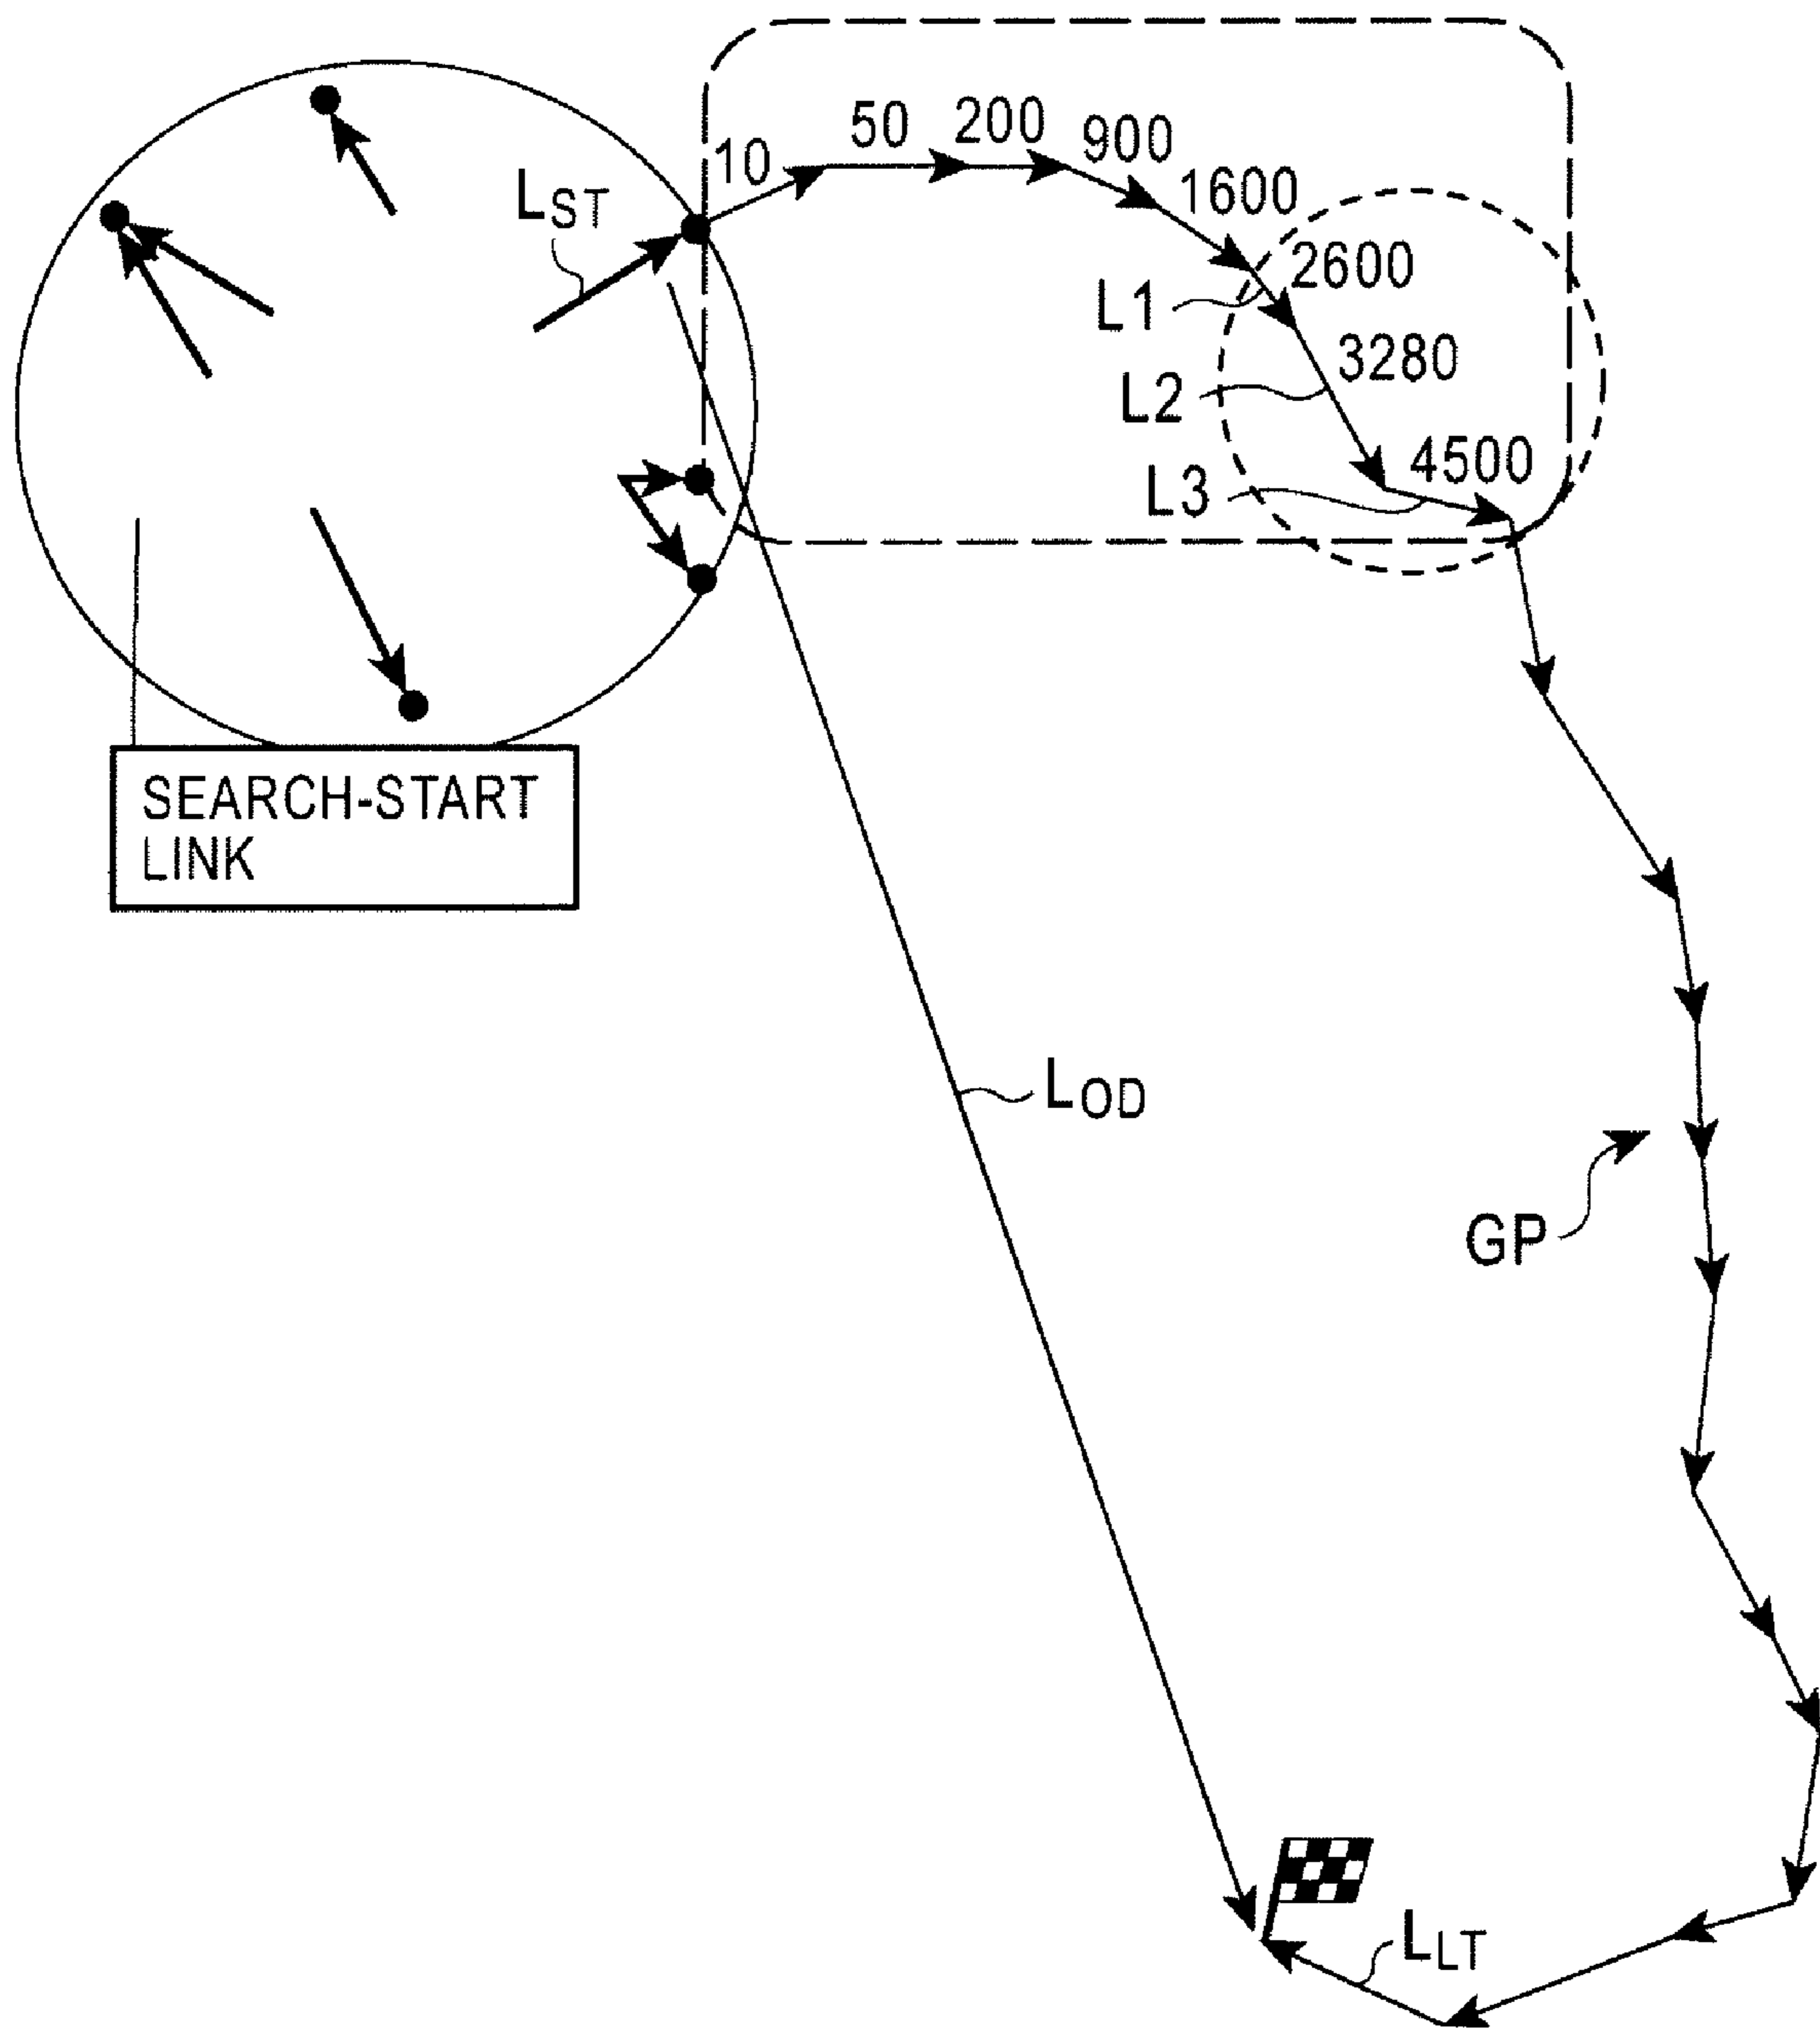 10
50
200
900
1600
2600
3280
4500
LST
L1
L2
L3
SEARCH-START
LINK
LOD
GP
LLT